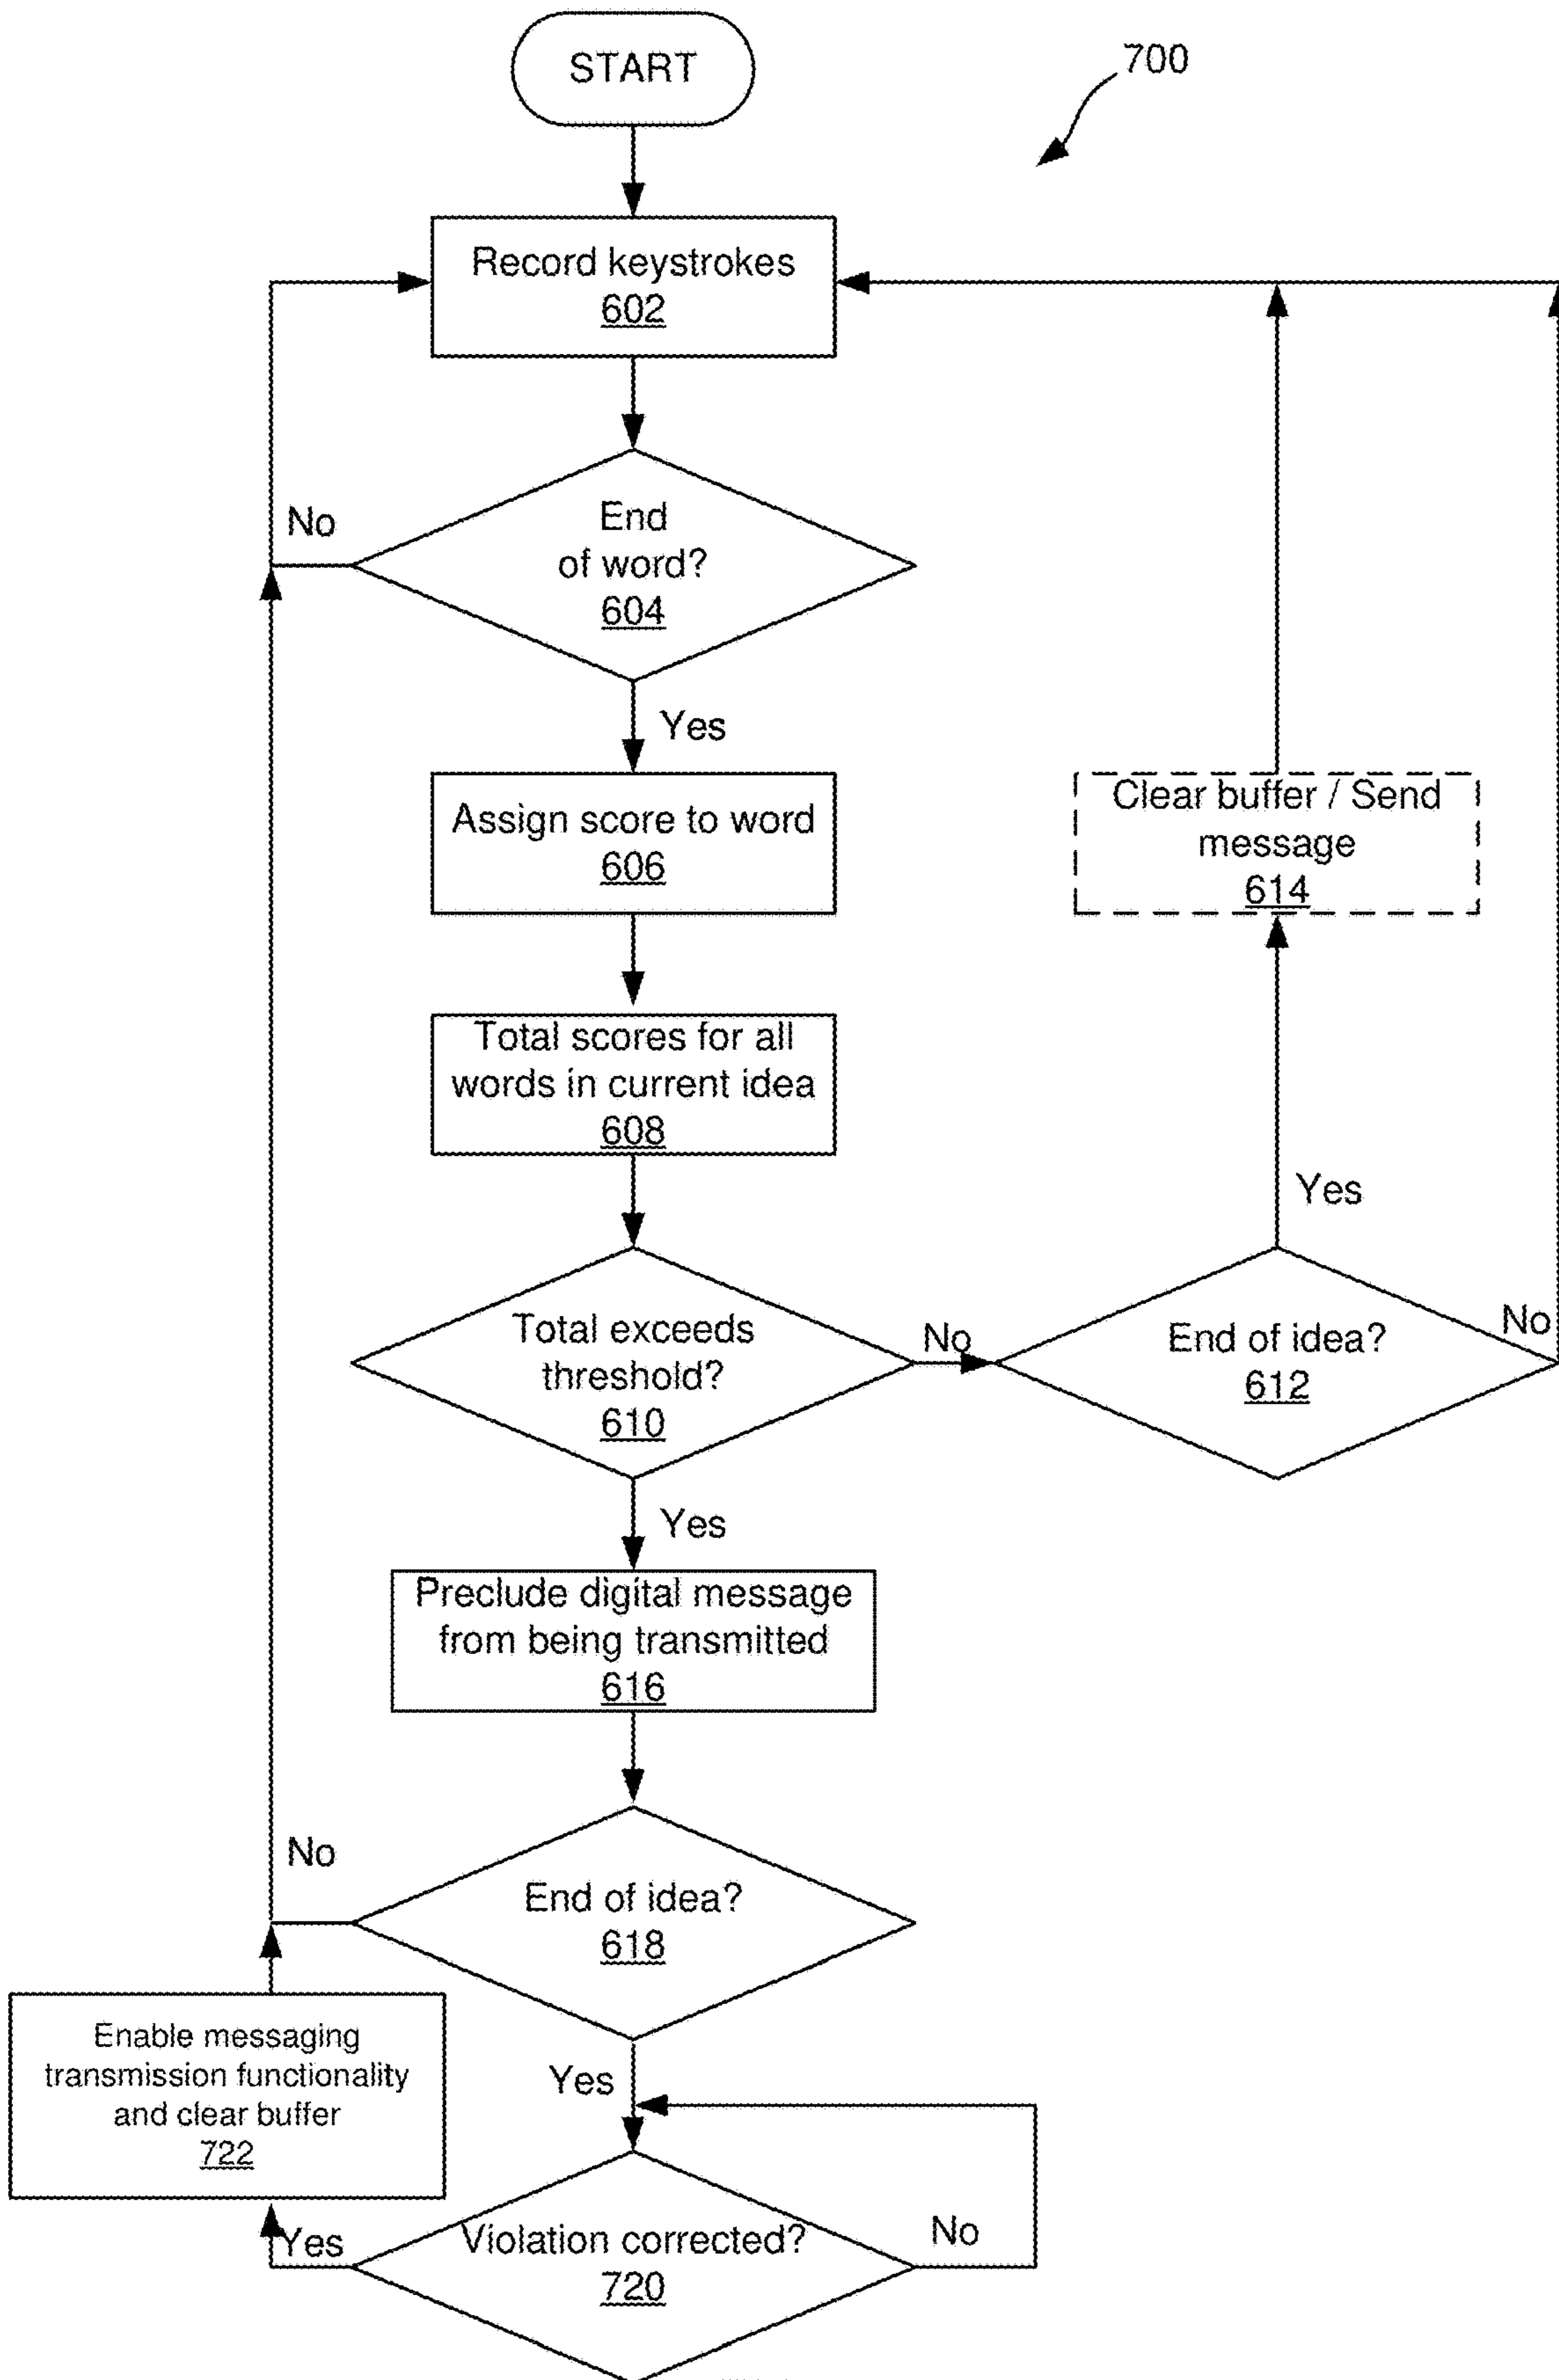 START
700
Record keystrokes
602
End
of word?
604
No
Yes
Assign score to word
606
Clear buffer / Send
message
614
Total scores for all
words in current idea
608
Yes
Total exceeds
threshold?
610
No
End of idea?
612
No
Yes
Preclude digital message
from being transmitted
616
No
End of idea?
618
Enable messaging
transmission functionality
and clear buffer
722
Yes
Yes
Violation corrected?
720
No